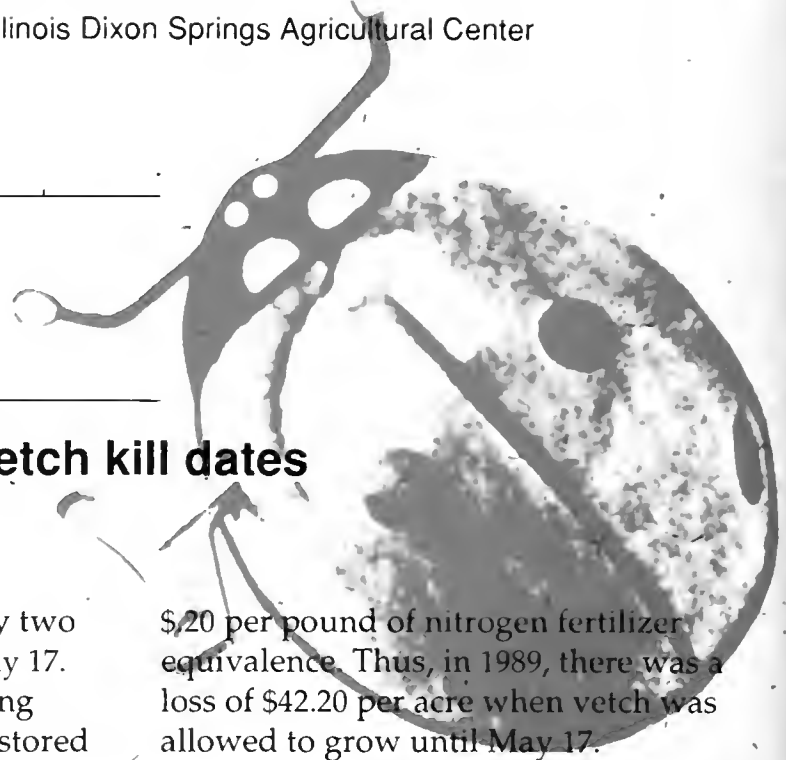 linois Dixon Springs Agricultural Center
etch kill dates
y two
y 17.
ng
stored
$.20 per pound of nitrogen fertilizer
equivalence. Thus, in 1989, there was a
loss of $42.20 per acre when vetch was
allowed to grow until May 17.